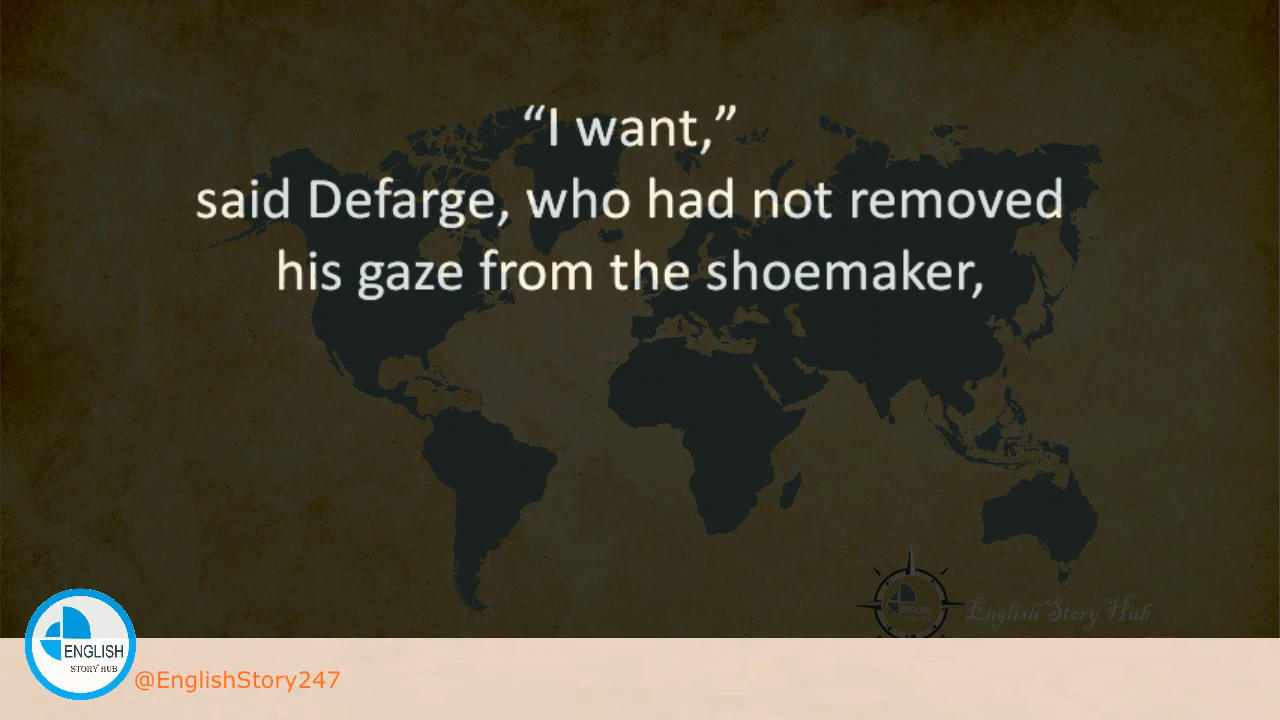 “I want,”
said Defarge, who had not removed
his gaze from the shoemaker,
English Story Hub
ENGLISH
STORY HUB
@EnglishStory247